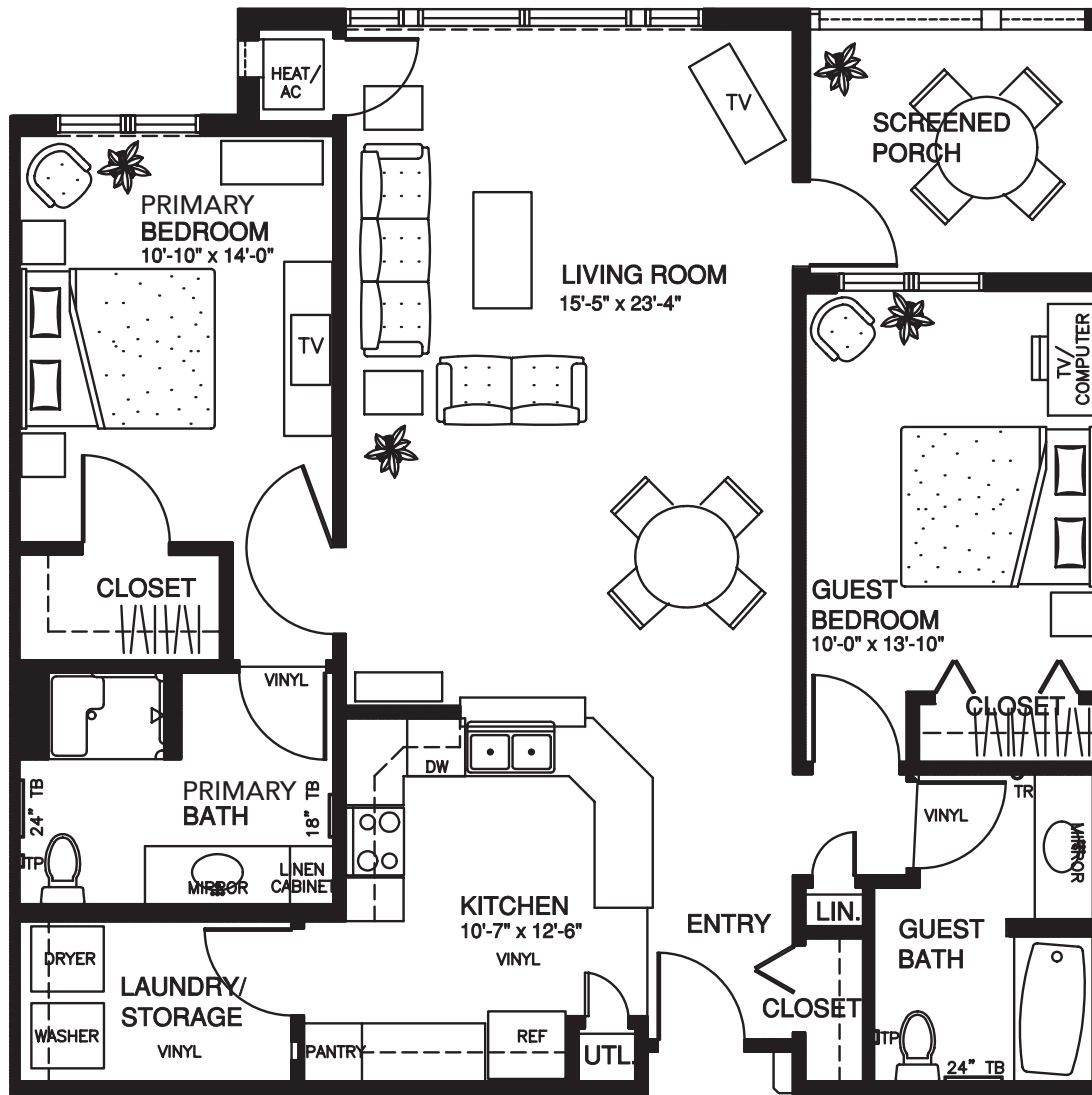 HEAT/
AC
TV
SCREENED
PORCH
PRIMARY
BEDROOM
10'-10" x 14'-0"
TV
LIVING ROOM
15'-5" x 23'-4"
TV/
COMPUTER
CLOSET
GUEST
BEDROOM
10'-0" x 13'-10"
CLOSET
VINYL
PRIMARY
BATH
24" TB
18" TB
TP
MIRROR
LINEN
CABINET
DW
KITCHEN
10'-7" x 12'-6"
VINYL
ENTRY
LIN.
VINYL
TR
MIRROR
GUEST
BATH
DRYER
WASHER
LAUNDRY/
STORAGE
VINYL
PANTRY
REF
UTL.
CLOSET
TP
24" TB